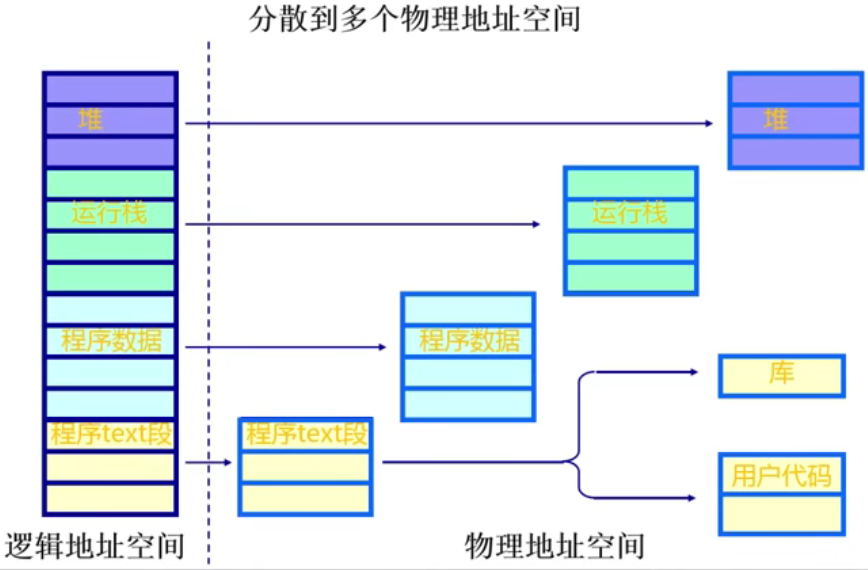 分散到多个物理地址空间
堆
堆
运行栈
运行栈
程序数据
程序数据
库
程序text段
程序text段
用户代码
逻辑地址空间
物理地址空间